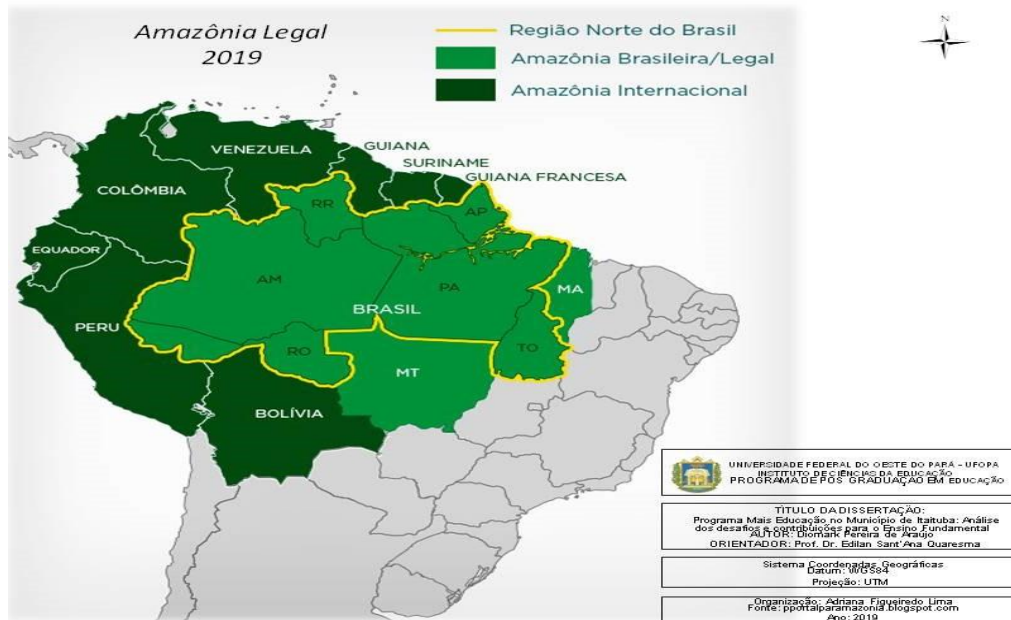 Amazônia Legal
2019
Região Norte do Brasil
Amazônia Brasileira/Legal
Amazônia Internacional
N
VENEZUELA
GUIANA
SURINAME
GUIANA FRANCESA
COLÔMBIA
RR
AP
EQUADOR
AM
PA
MA
BRASIL
PERU
RO
TO
MT
BOLÍVIA
UNIVERSIDADE FEDERAL DO OESTE DO PARÁ - UFOPA
INSTITUTO DE CIÊNCIAS DA EDUCAÇÃO
PROGRAMA DE PÓS GRADUAÇÃO EM EDUCAÇÃO
TÍTULO DA DISSERTAÇÃO:
Programa Mais Educação no Município de Itaituba: Análise
dos desafios e contribuições para o Ensino Fundamental
AUTOR: Diomark Pereira de Araújo
ORIENTADOR: Prof. Dr. Edilan Sant'Ana Quaresma
Sistema Coordenadas Geográficas
Datum: WGS84
Projeção: UTM
Organização: Adriana Figueiredo Lima
Fonte: pportalparamazonia.blogspot.com
Ano: 2019